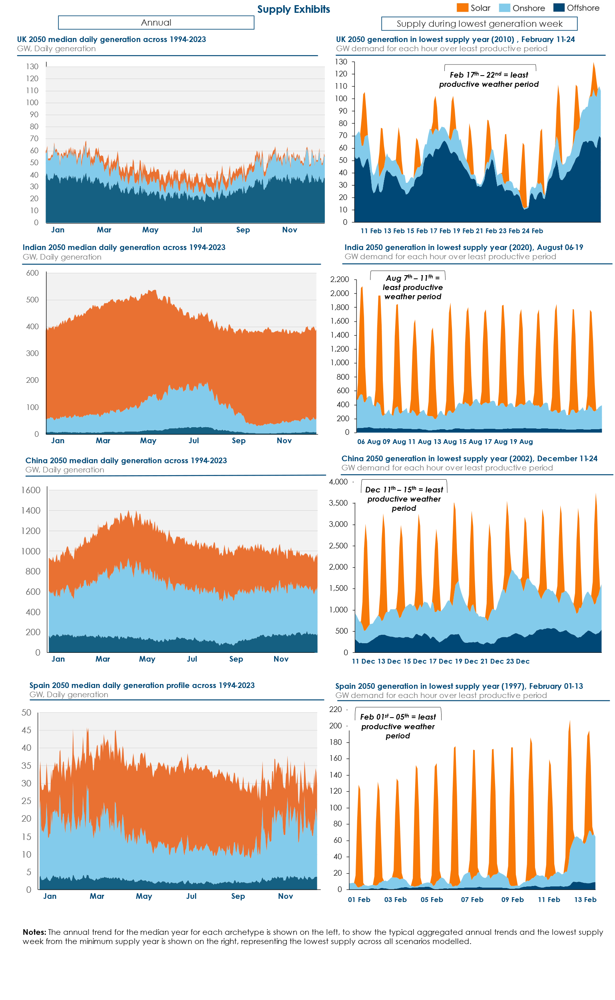 Supply Exhibits
Solar
Onshore
Offshore
Annual
Supply during lowest generation week
UK 2050 median daily generation across 1994-2023
GW, Daily generation
130
120
110
100
90
80
70
60
50
40
30
20
10
0
Jan Mar May Jul Sep Nov
UK 2050 generation in lowest supply year (2010) , February 11-24
GW demand for each hour over least productive period
Feb 17th – 22nd = least
productive weather period
130
120
110
100
90
80
70
60
50
40
30
20
10
0
11 Feb 13 Feb 15 Feb 17 Feb 19 Feb 21 Feb 23 Feb 24 Feb
Indian 2050 median daily generation across 1994-2023
GW, Daily generation
600
500
400
300
200
100
0
Jan Mar May Jul Sep Nov
India 2050 generation in lowest supply year (2020), August 06-19
GW demand for each hour over least productive period
Aug 7th – 11th =
least productive
weather period
2,200
2,000
1,800
1,600
1,400
1,200
1,000
800
600
400
200
0
06 Aug 09 Aug 11 Aug 13 Aug 15 Aug 17 Aug 19 Aug
China 2050 median daily generation across 1994-2023
GW, Daily generation
1600
1400
1200
1000
800
600
400
200
0
Jan Mar May Jul Sep Nov
China 2050 generation in lowest supply year (2002), December 11-24
GW demand for each hour over least productive period
Dec 11th – 15th = least
productive weather
period
4,000
3,500
3,000
2,500
2,000
1,500
1,000
500
0
11 Dec 13 Dec 15 Dec 17 Dec 19 Dec 21 Dec 23 Dec
Spain 2050 median daily generation profile across 1994-2023
GW, Daily generation
50
45
40
35
30
25
20
15
10
5
0
Jan Mar May Jul Sep Nov
Spain 2050 generation in lowest supply year (1997), February 01-13
GW demand for each hour over least productive period
Feb 01st – 05th = least
productive weather
period
220
200
180
160
140
120
100
80
60
40
20
0
01 Feb 03 Feb 05 Feb 07 Feb 09 Feb 11 Feb 13 Feb
Notes: The annual trend for the median year for each archetype is shown on the left, to show the typical aggregated annual trends and the lowest supply
week from the minimum supply year is shown on the right, representing the lowest supply across all scenarios modelled.